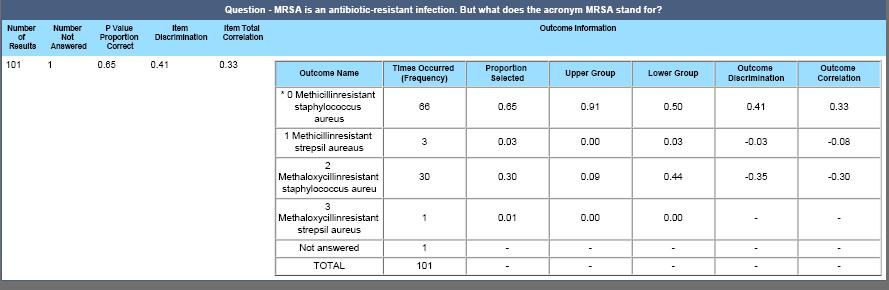 Question - MRSA is an antibiotic-resistant infection. But what does the acronym MRSA stand for?
Number of Results
Number Not Answered
P Value Proportion Correct
Item Discrimination
Item Total Correlation
Outcome Information
101 1 0.65 0.41 0.33
Outcome Name
Times Occurred (Frequency)
Proportion Selected
Upper Group
Lower Group
Outcome Discrimination
Outcome Correlation
* 0 Methicillinresistant
staphylococcus
aureus
66 0.65 0.91 0.50 0.41 0.33
1 Methicillinresistant
strepsil aureaus
3 0.03 0.00 0.03 -0.03 -0.08
2
Methaloxycillinresistant
staphylococcus aureu
30 0.30 0.09 0.44 -0.35 -0.30
3
Methaloxycillinresistant
strepsil aureus
1 0.01 0.00 0.00 - -
Not answered 1 - - - - -
TOTAL 101 - - - - -